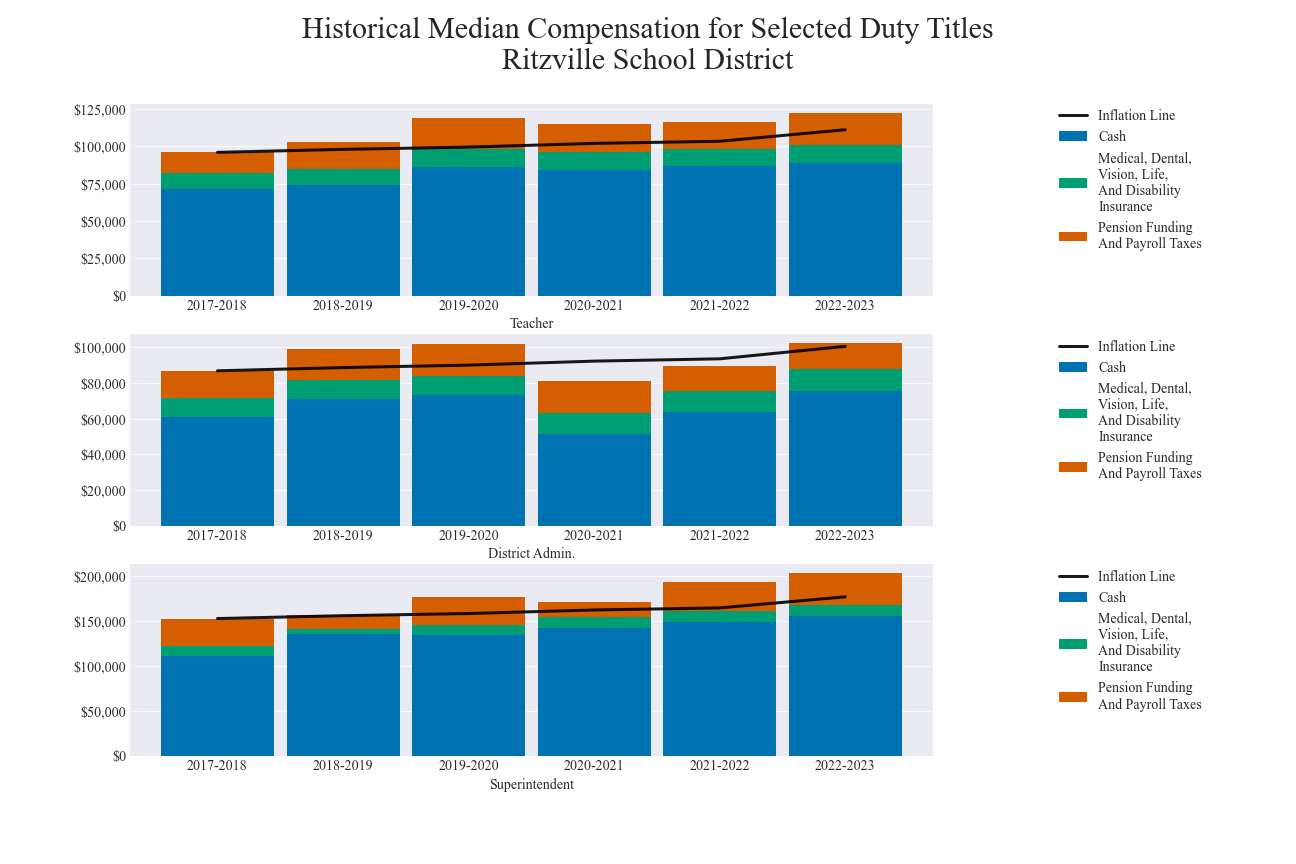 Historical Median Compensation for Selected Duty Titles
Ritzville School District
$125,000
$100,000
$75,000
$50,000
$25,000
$0
2017-2018
2018-2019
2019-2020
2020-2021
2021-2022
2022-2023
Teacher
Inflation Line
Cash
Medical, Dental,
Vision, Life,
And Disability
Insurance
Pension Funding
And Payroll Taxes
$100,000
$80,000
$60,000
$40,000
$20,000
$0
2017-2018
2018-2019
2019-2020
2020-2021
2021-2022
2022-2023
District Admin.
Inflation Line
Cash
Medical, Dental,
Vision, Life,
And Disability
Insurance
Pension Funding
And Payroll Taxes
$200,000
$150,000
$100,000
$50,000
$0
2017-2018
2018-2019
2019-2020
2020-2021
2021-2022
2022-2023
Superintendent
Inflation Line
Cash
Medical, Dental,
Vision, Life,
And Disability
Insurance
Pension Funding
And Payroll Taxes